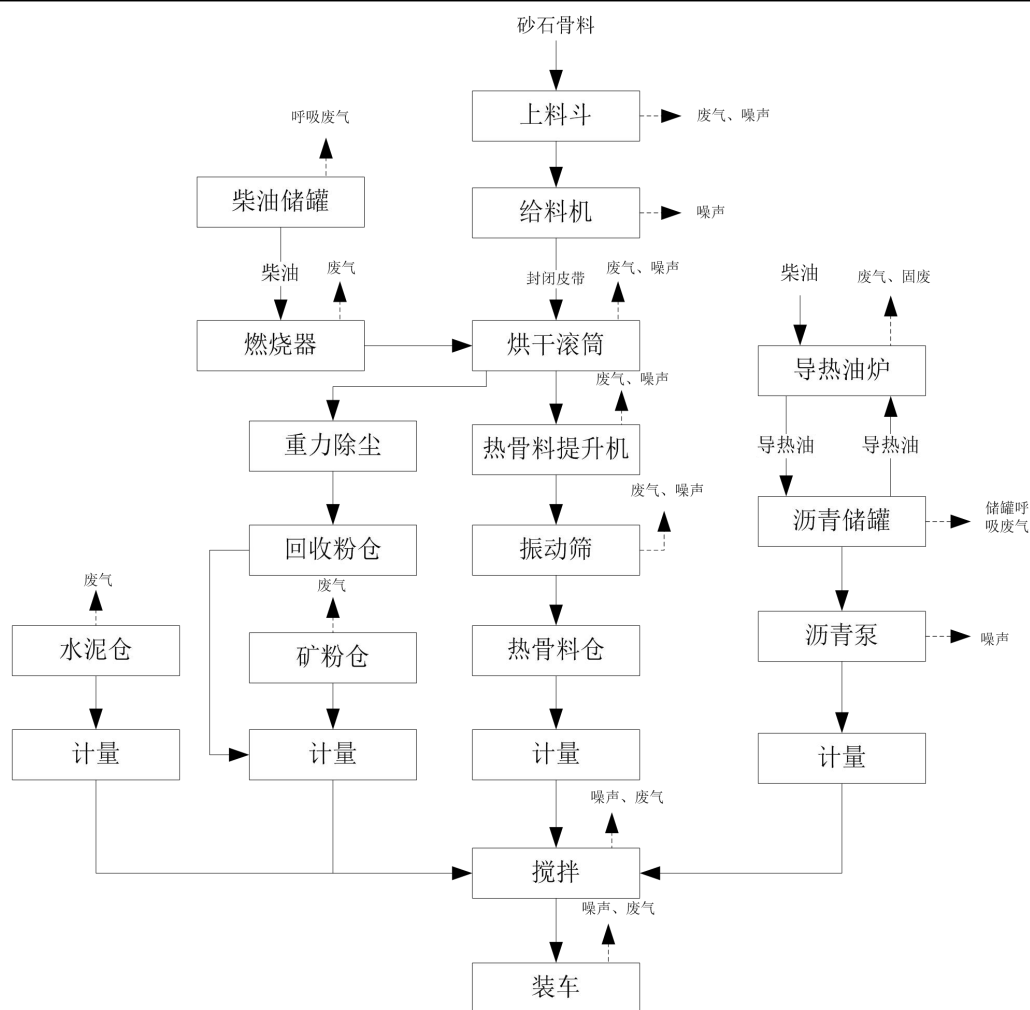 砂石骨料
上料斗
废气、噪声
呼吸废气
柴油储罐
给料机
噪声
柴油
废气
封闭皮带
废气、噪声
柴油
废气、固废
燃烧器
烘干滚筒
导热油炉
废气、噪声
重力除尘
热骨料提升机
导热油
导热油
废气、噪声
回收粉仓
振动筛
沥青储罐
储罐呼
吸废气
废气
废气
水泥仓
矿粉仓
热骨料仓
沥青泵
噪声
计量
计量
计量
计量
噪声、废气
搅拌
噪声、废气
装车